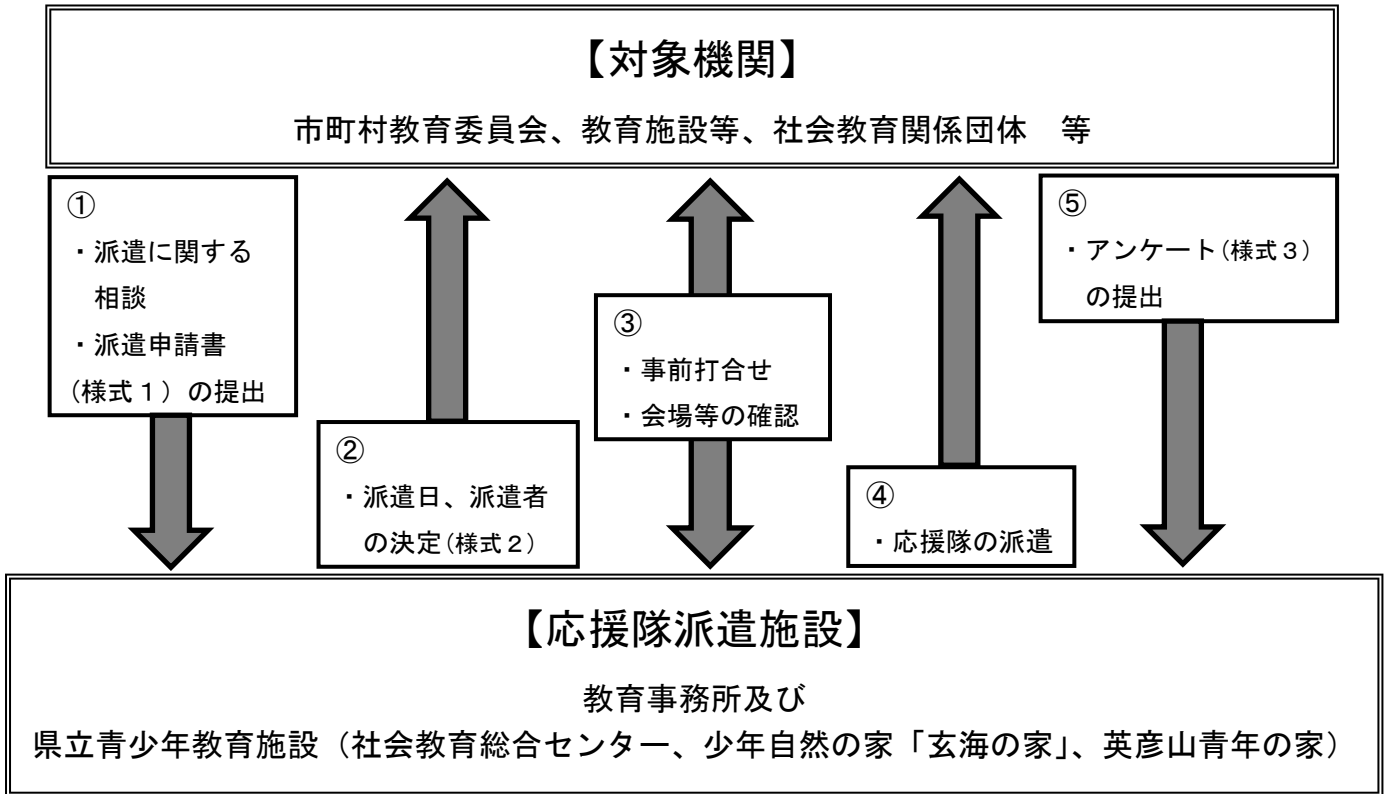 【対象機関】
市町村教育委員会、教育施設等、社会教育関係団体　等
①
・派遣に関する
相談
・派遣申請書
（様式１）の提出
②
・派遣日、派遣者
の決定（様式２）
③
・事前打合せ
・会場等の確認
④
・応援隊の派遣
⑤
・アンケート（様式３）
の提出
【応援隊派遣施設】
教育事務所及び
県立青少年教育施設（社会教育総合センター、少年自然の家「玄海の家」、英彦山青年の家）